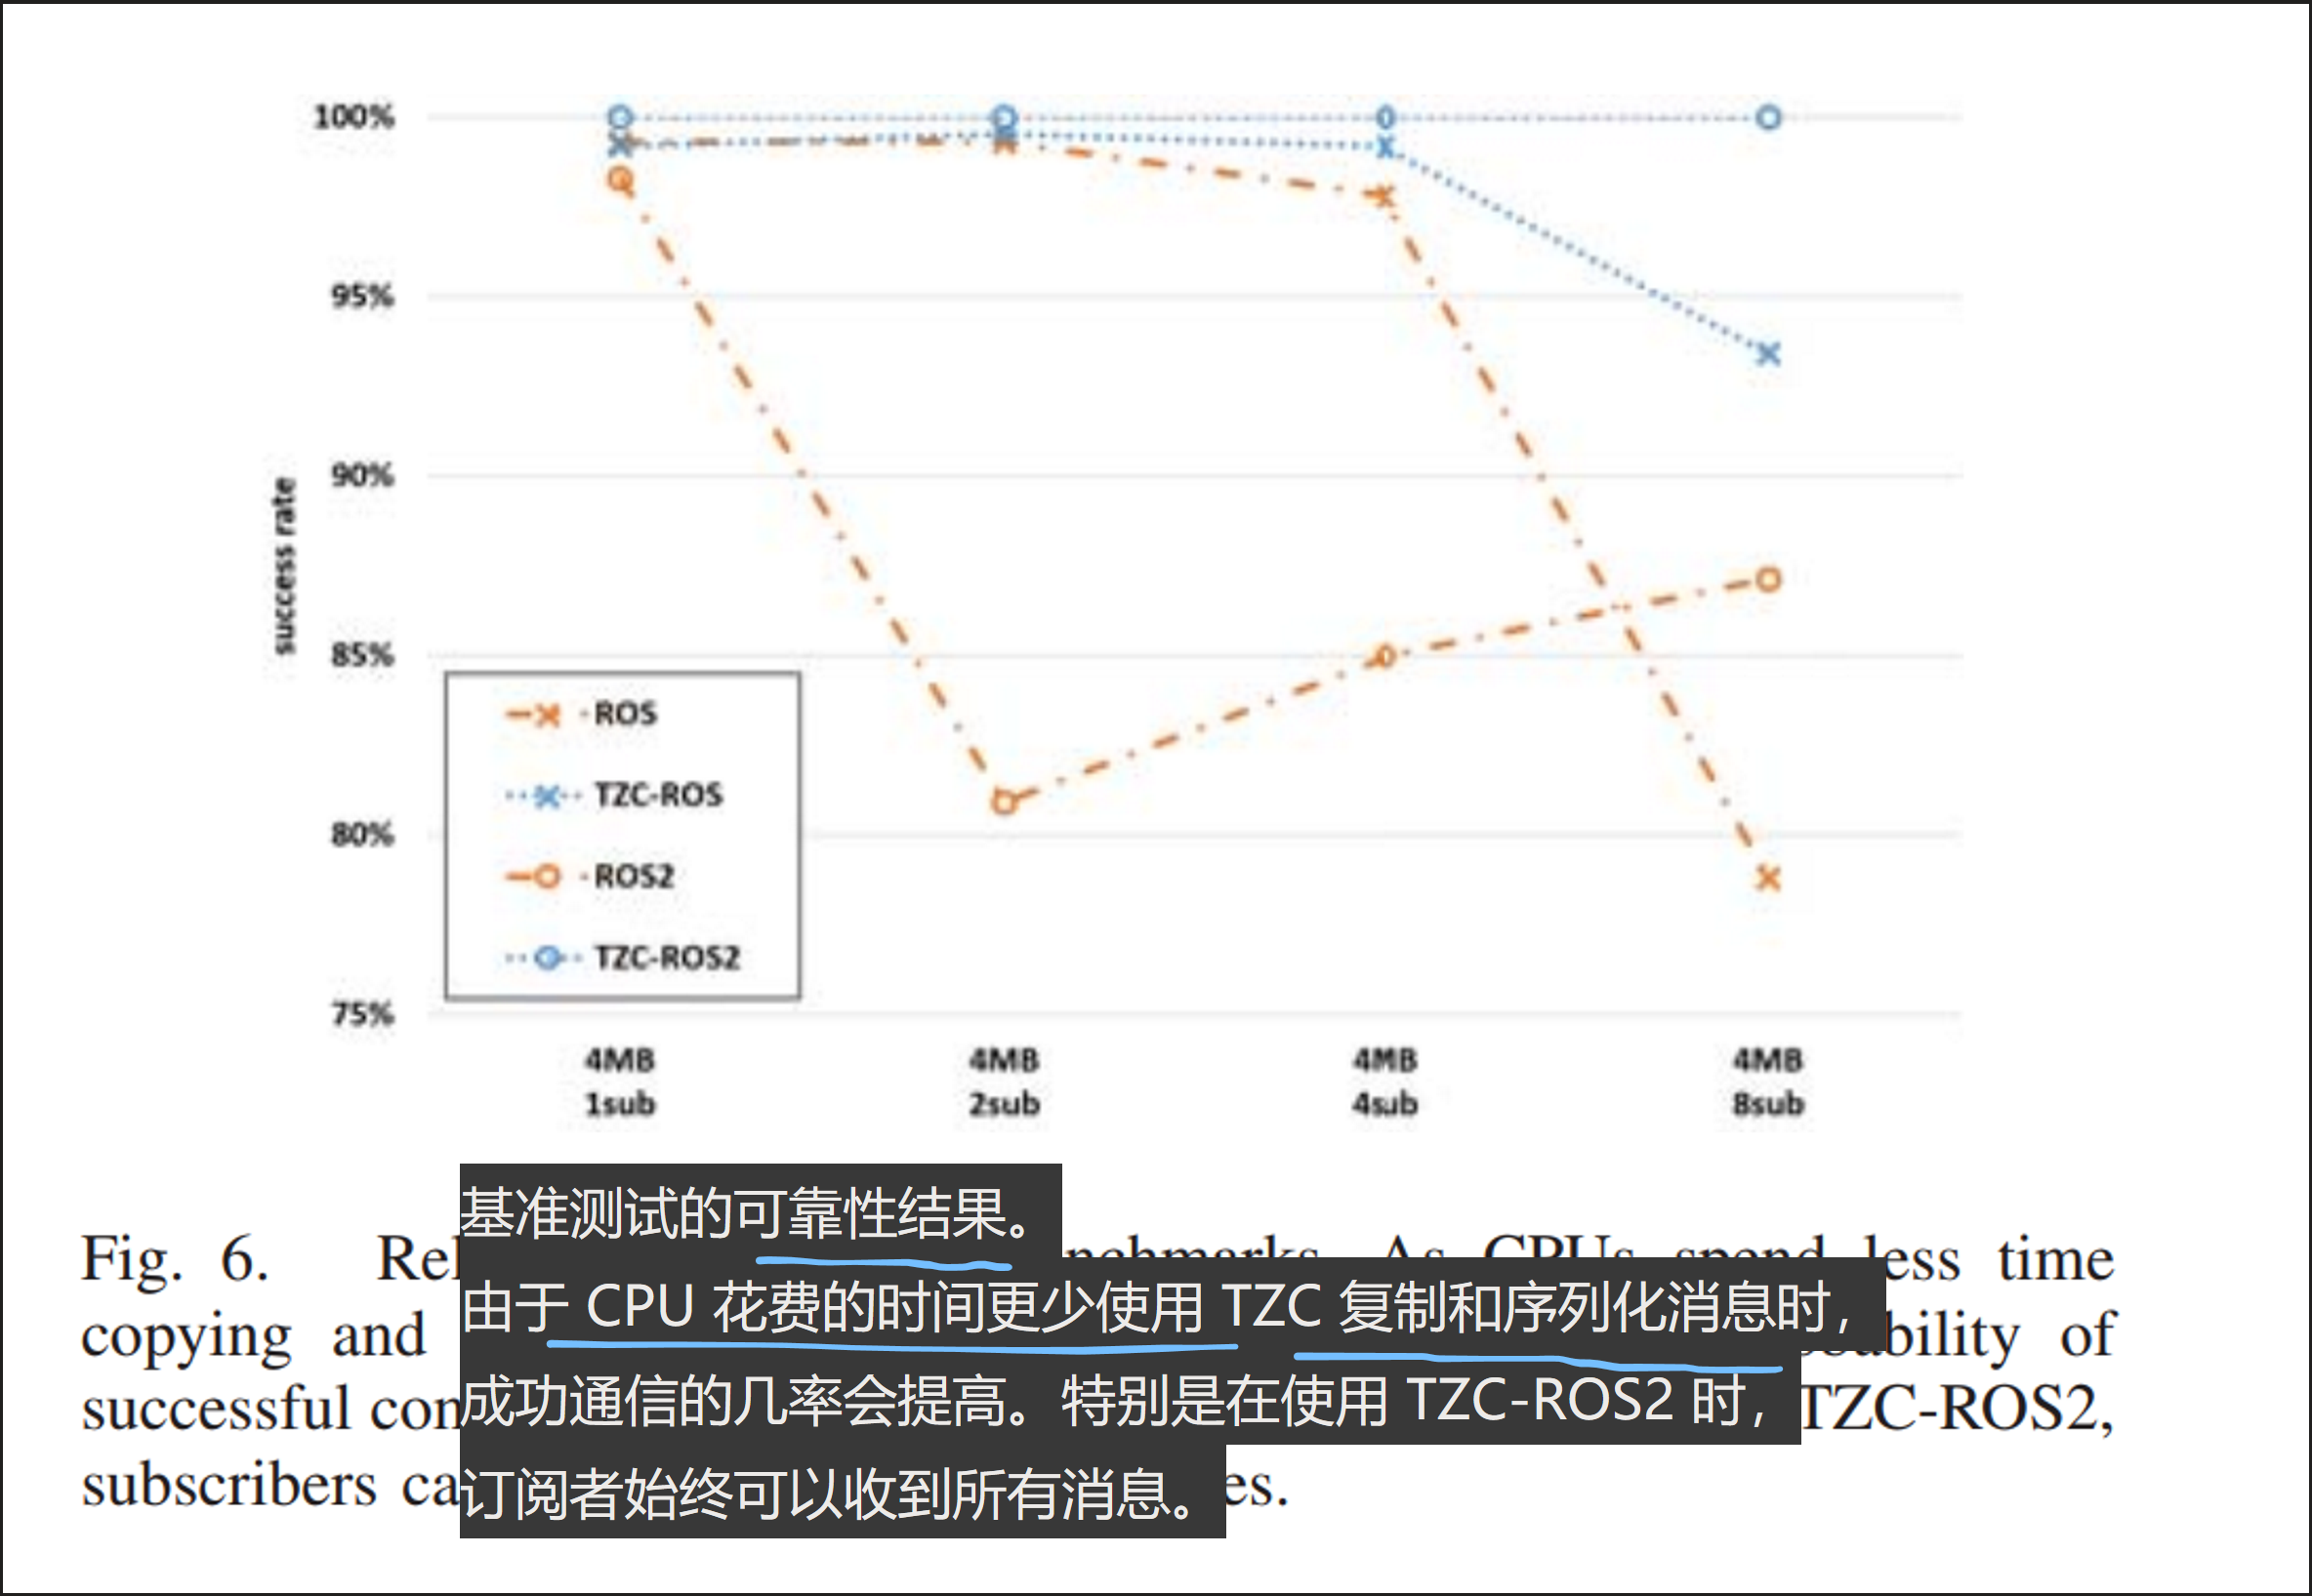 100%
95%
90%
85%
80%
75%
success rate
ROS
TZC-ROS
ROS2
TZC-ROS2
4MB 4MB 4MB 4MB
1sub 2sub 4sub 8sub
基准测试的可靠性结果。
Fig. 6. nchmarks. As CPUs spend less time
由于 CPU 花费的时间更少使用 TZC 复制和序列化消息时，
copying and bability of
成功通信的几率会提高。特别是在使用 TZC-ROS2 时，
successful TZC-ROS2,
订阅者始终可以收到所有消息。
subscribers es.